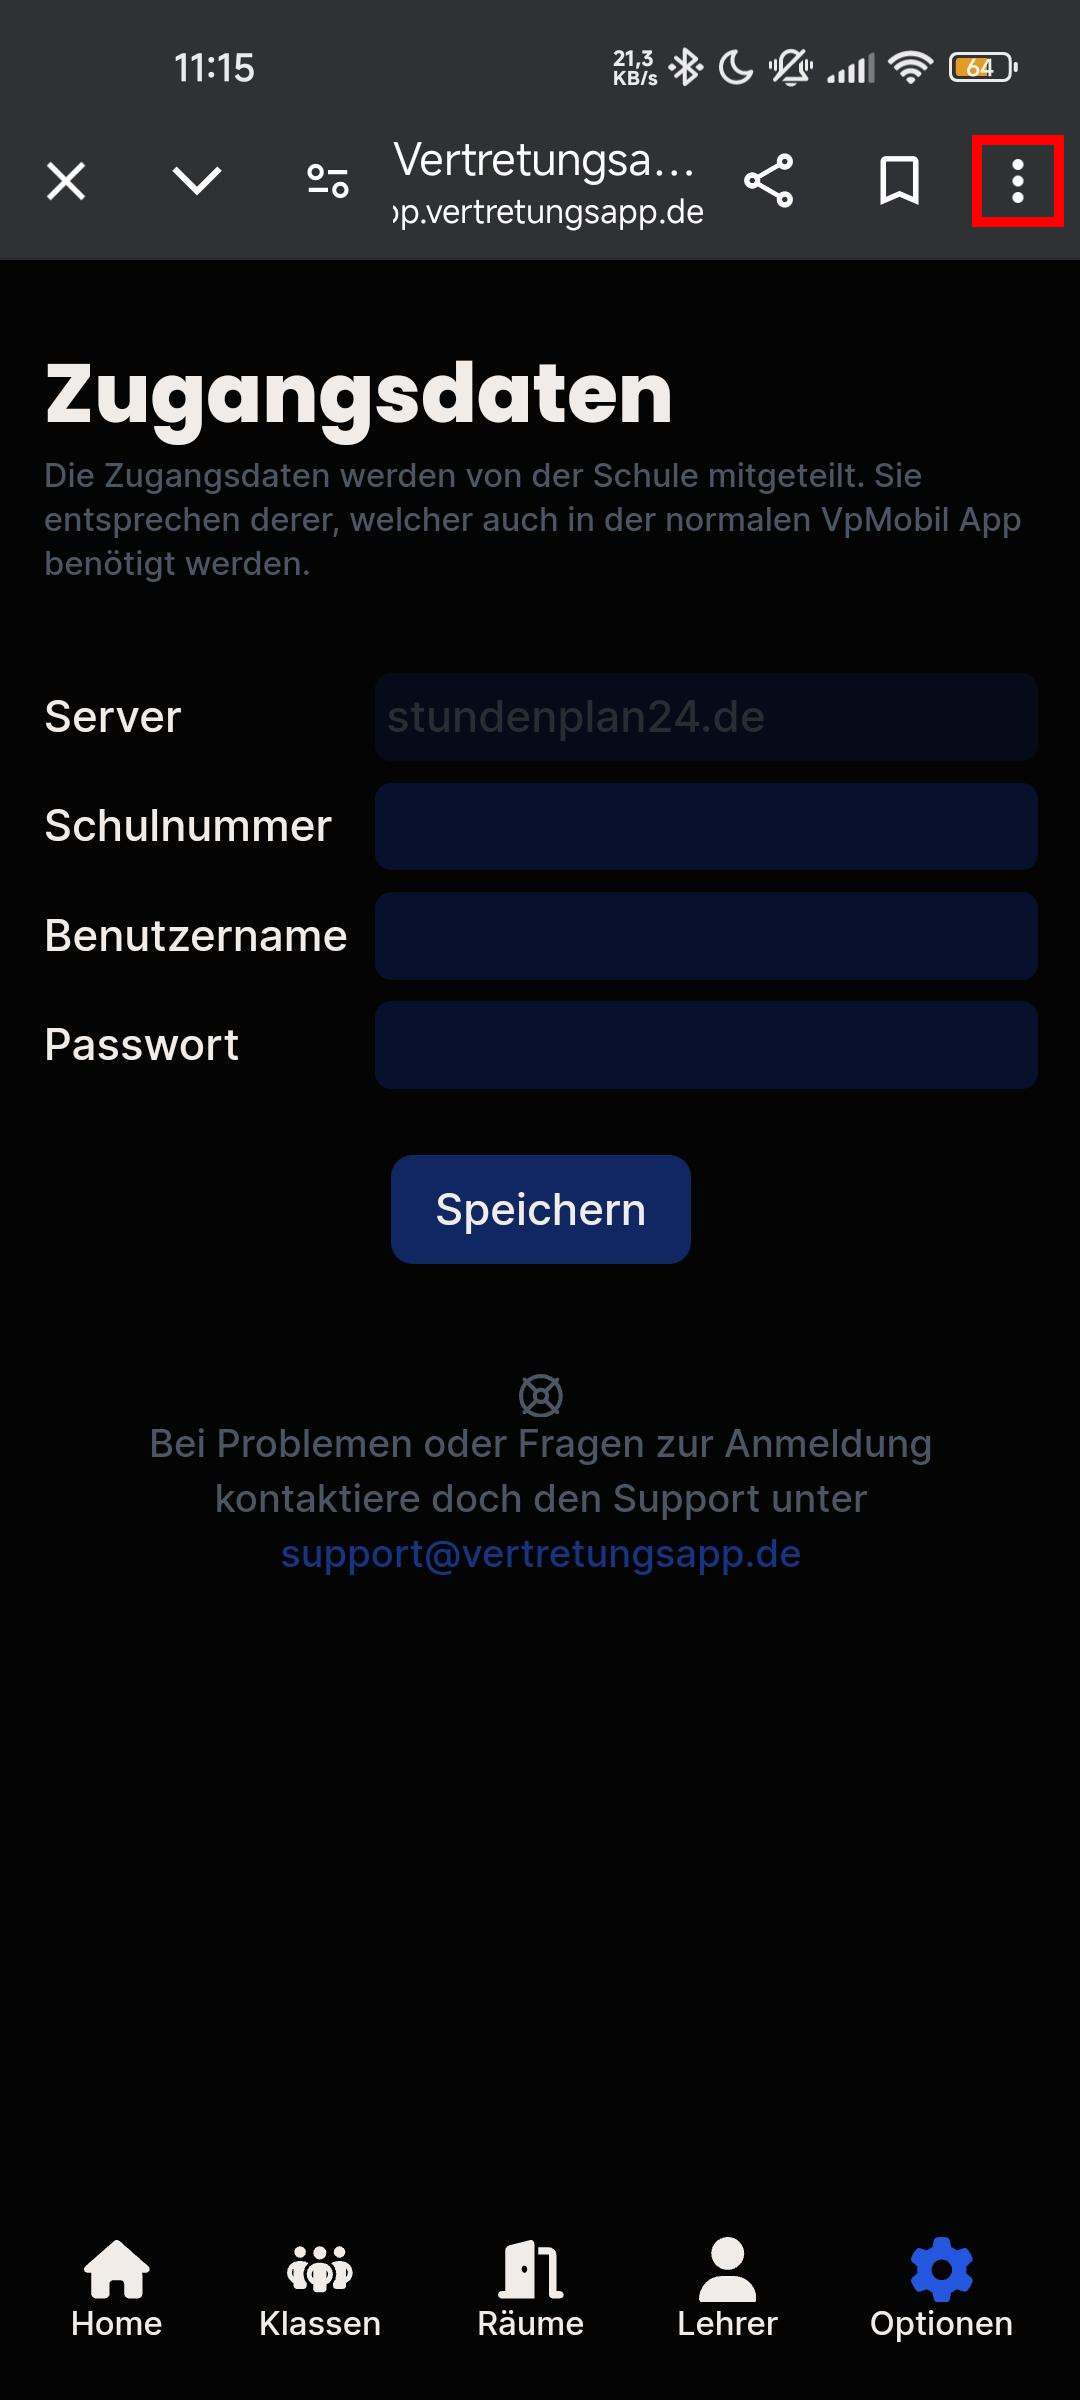 11:15
21,3
KB/s
64
Vertretungsa...
pp.vertretungsapp.de
Zugangsdaten
Die Zugangsdaten werden von der Schule mitgeteilt. Sie
entsprechen derer, welcher auch in der normalen VpMobil App
benötigt werden.
Server
stundenplan24.de
Schulnummer
Benutzername
Passwort
Speichern
Bei Problemen oder Fragen zur Anmeldung
kontaktiere doch den Support unter
support@vertretungsapp.de
Home
Klassen
Räume
Lehrer
Optionen